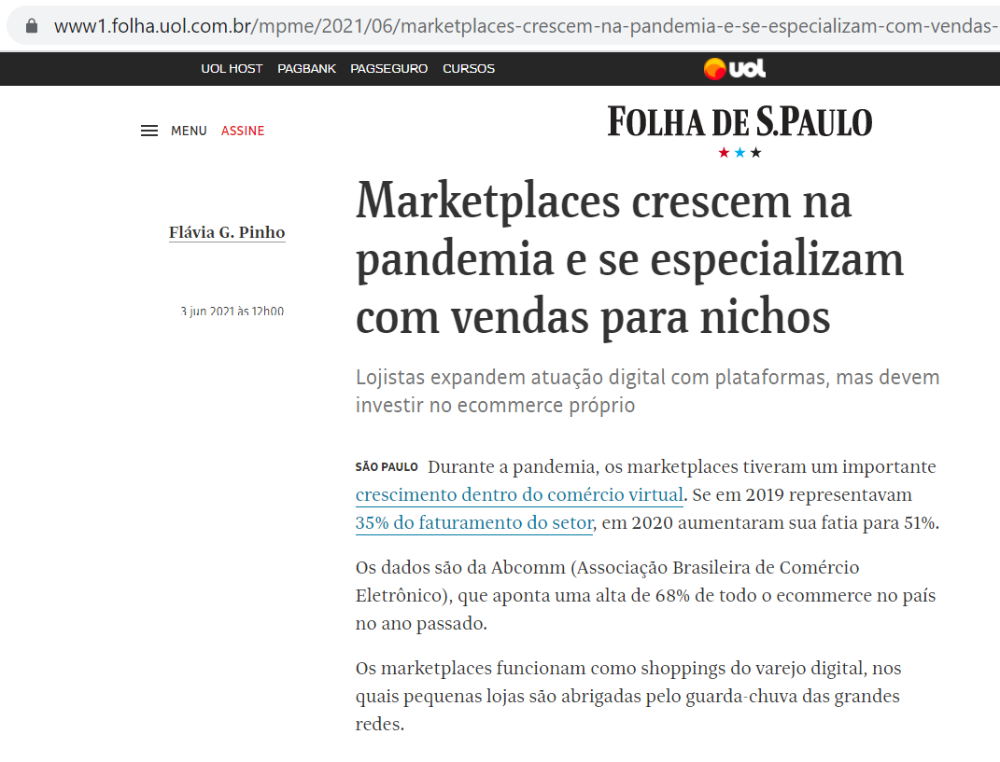 www1.folha.uol.com.br/mpme/2021/06/marketplaces-crescem-na-pandemia-e-se-especializam-com-vendas-
UOL HOST PAGBANK PAGSEGURO CURSOS
uol
MENU ASSINE
FOLHA DE S.PAULO
Marketplaces crescem na
pandemia e se especializam
com vendas para nichos
Flávia G. Pinho
3 jun 2021 às 12h00
Lojistas expandem atuação digital com plataformas, mas devem
investir no ecommerce próprio
SÃO PAULO Durante a pandemia, os marketplaces tiveram um importante
crescimento dentro do comércio virtual. Se em 2019 representavam
35% do faturamento do setor, em 2020 aumentaram sua fatia para 51%.
Os dados são da Abcomm (Associação Brasileira de Comércio
Eletrônico), que aponta uma alta de 68% de todo o ecommerce no país
no ano passado.
Os marketplaces funcionam como shoppings do varejo digital, nos
quais pequenas lojas são abrigadas pelo guarda-chuva das grandes
redes.